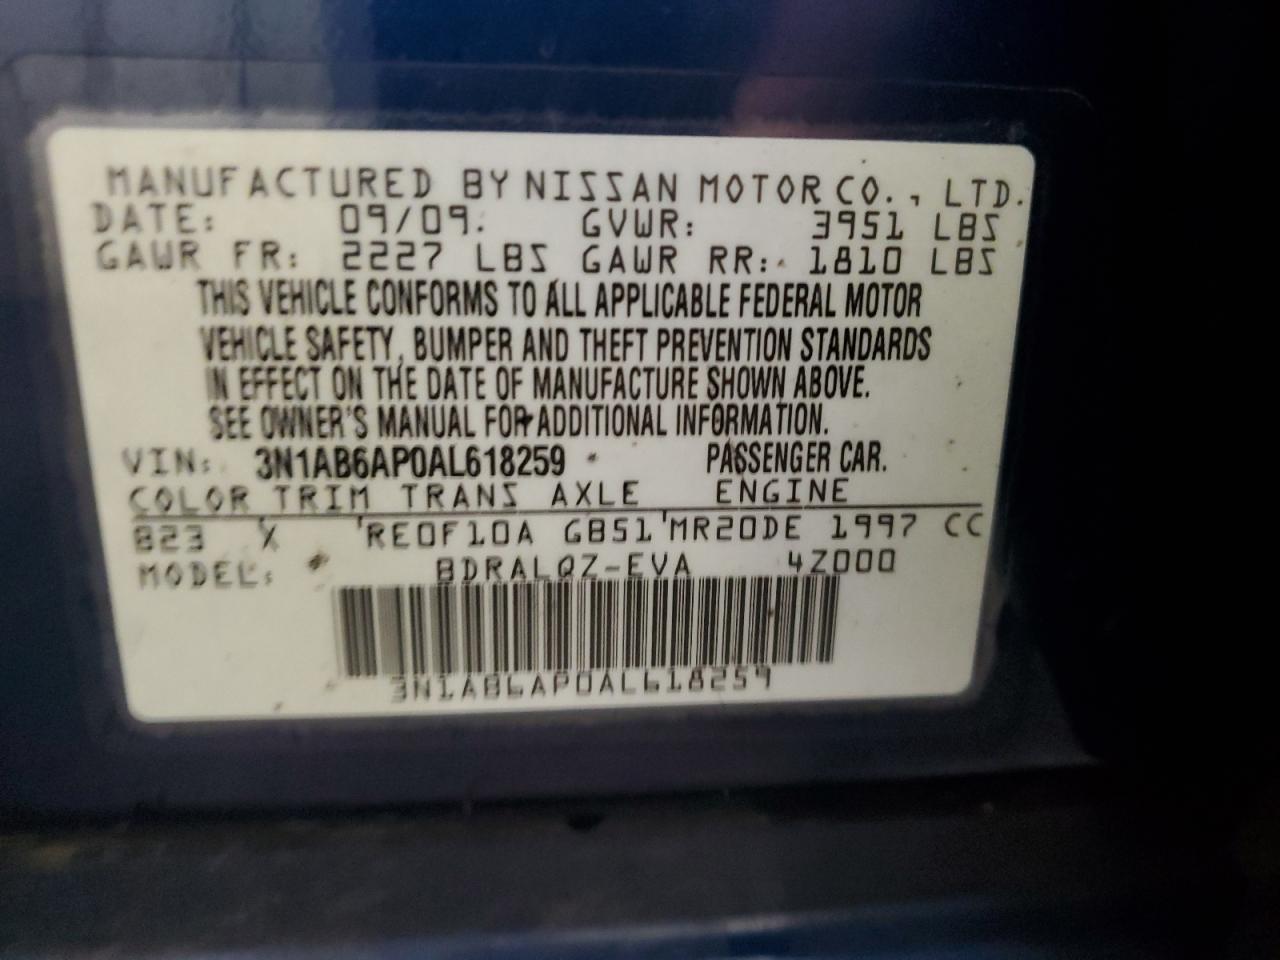 MANUFACTURED BY NISSAN MOTOR CO., LTD.
DATE: 09/09. GVWR: 3951 LBS
GAWR FR: 2227 LBS GAWR RR: 1810 LBS
THIS VEHICLE CONFORMS TO ALL APPLICABLE FEDERAL MOTOR
VEHICLE SAFETY, BUMPER AND THEFT PREVENTION STANDARDS
IN EFFECT ON THE DATE OF MANUFACTURE SHOWN ABOVE.
SEE OWNER'S MANUAL FOR ADDITIONAL INFORMATION.
VIN: 3N1AB6AP0AL618259 PASSENGER CAR.
COLOR TRIM TRANS AXLE ENGINE
B23 X RE0F10A GB51 MR20DE 1997 CC
MODEL: BDRALQZ-EVA 4Z000
3N1AB6AP0AL618259